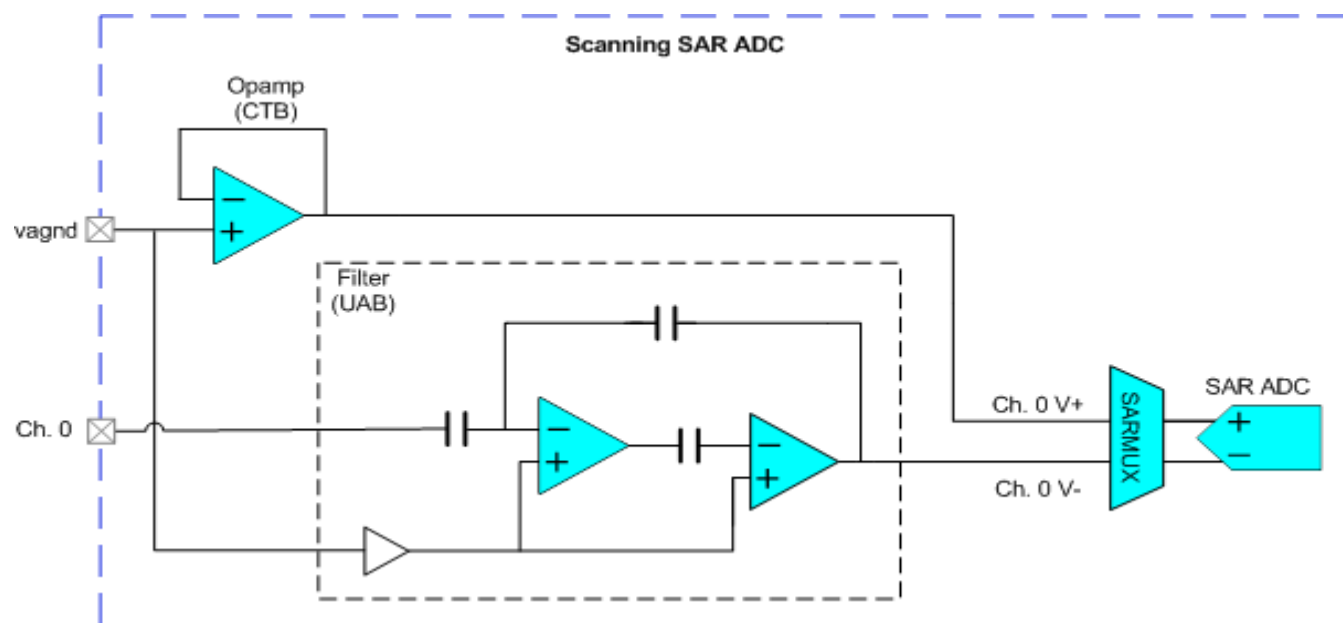 Scanning SAR ADC
Opamp
(CTB)
−
+
vagnd
Filter
(UAB)
Ch. 0
−
+
−
+
Ch. 0 V+
Ch. 0 V-
SARMUX
SAR ADC
+
−